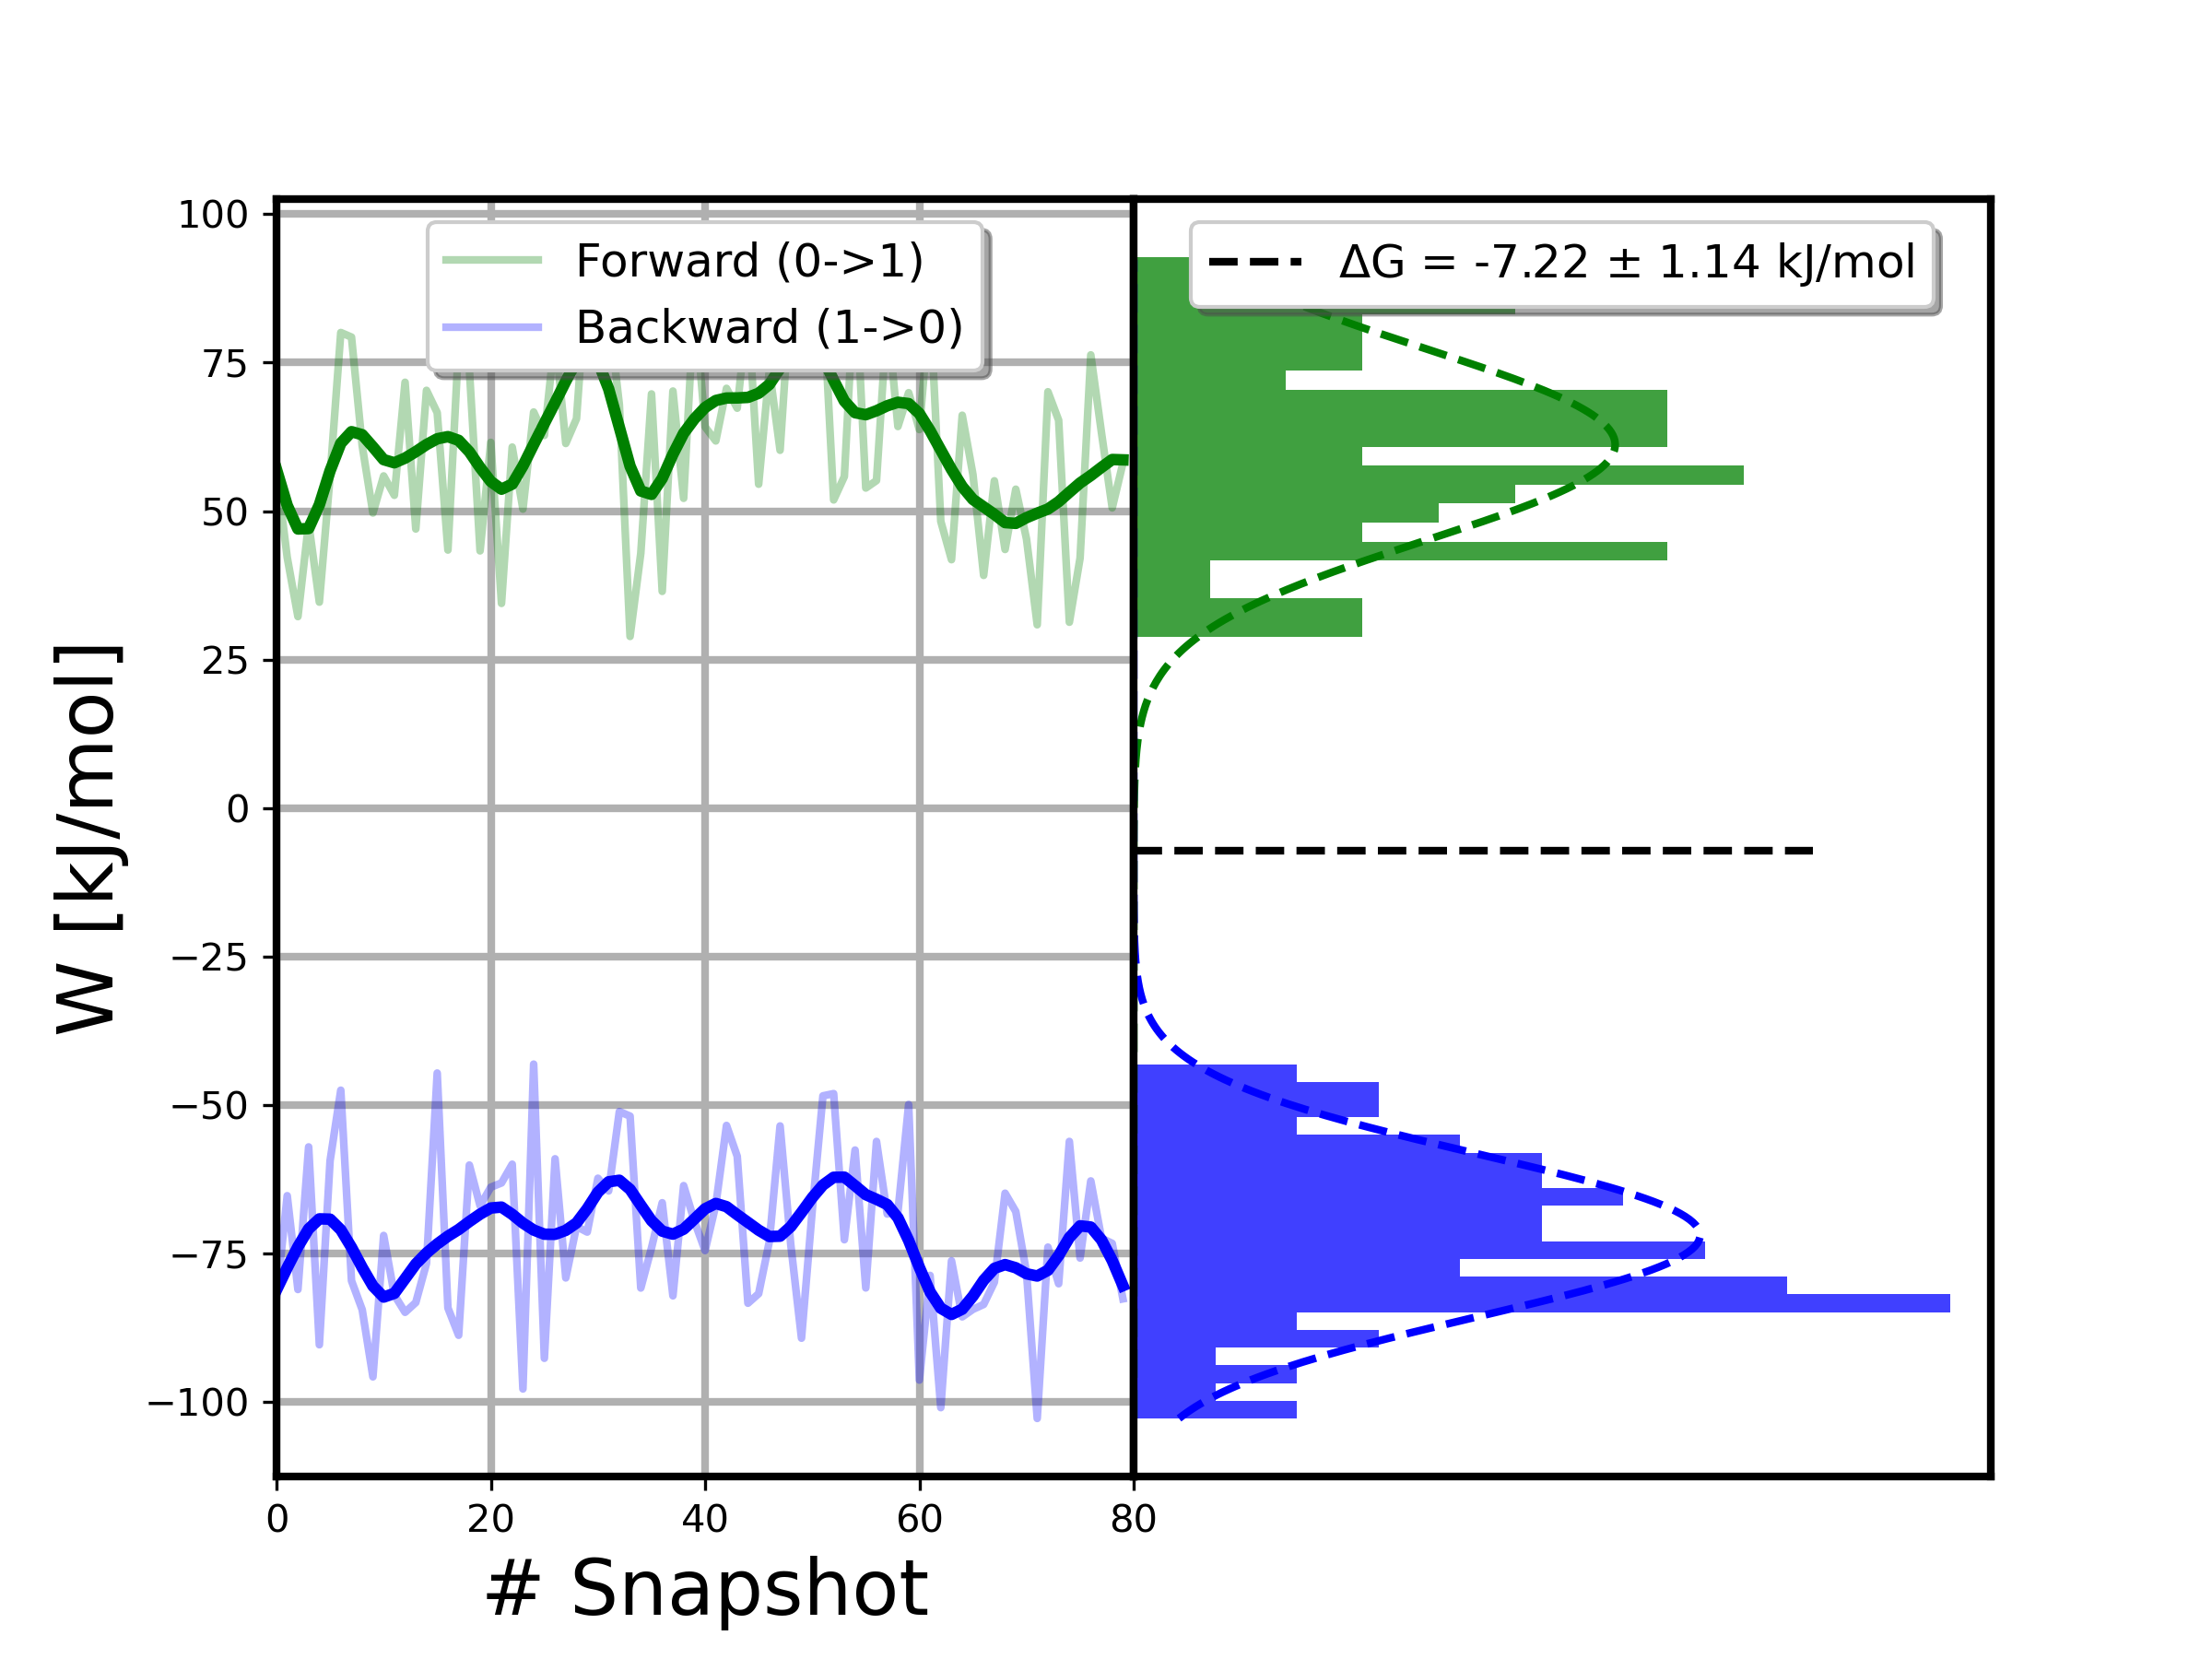 Forward (0->1)
Backward (1->0)
ΔG = -7.22 ± 1.14 kJ/mol
W [kJ/mol]
100
75
50
25
0
−25
−50
−75
−100
0 20 40 60 80
# Snapshot